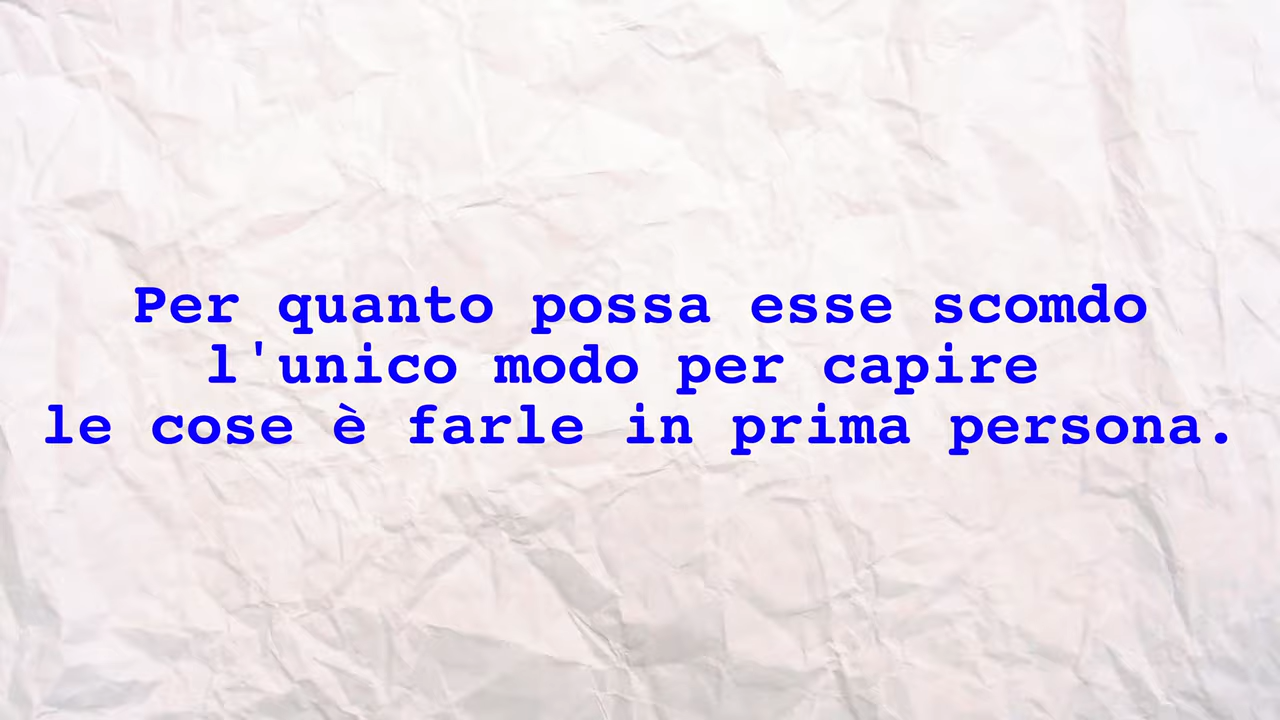 Per quanto possa esse scomdo
l'unico modo per capire
le cose è farle in prima persona.